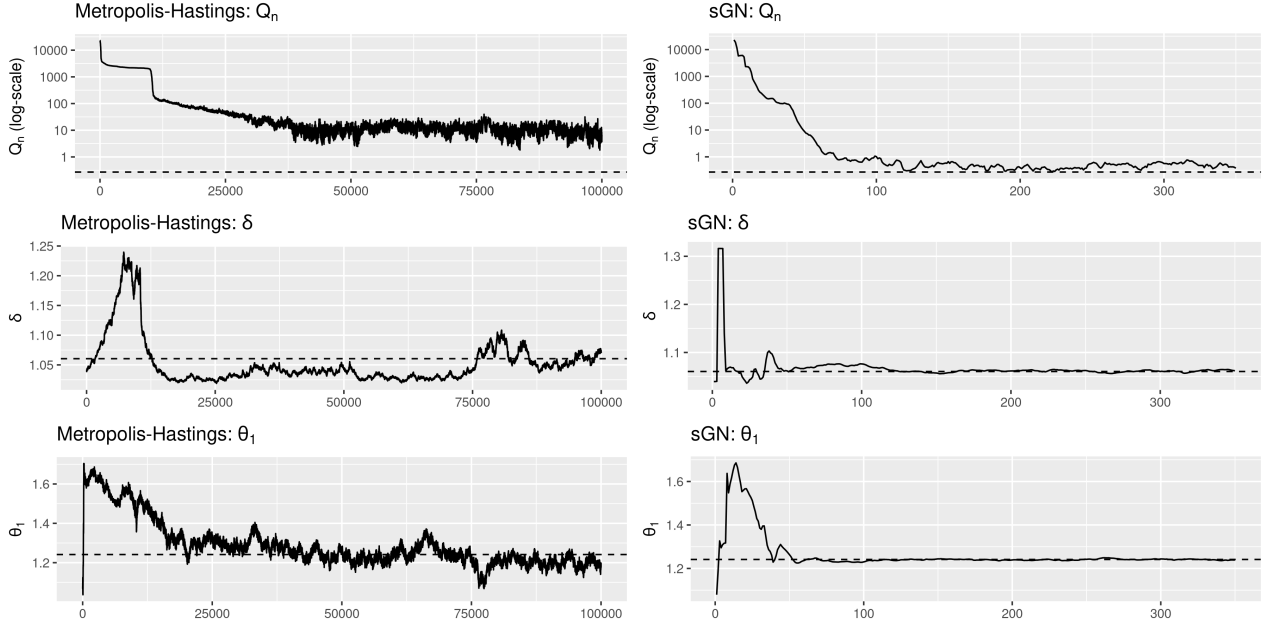 Metropolis-Hastings: Qn
Qn (log-scale)
10000
1000
100
10
1
0 25000 50000 75000 100000
sGN: Qn
Qn (log-scale)
10000
1000
100
10
1
0 100 200 300
Metropolis-Hastings: δ
δ
1.25
1.20
1.15
1.10
1.05
0 25000 50000 75000 100000
sGN: δ
δ
1.3
1.2
1.1
0 100 200 300
Metropolis-Hastings: θ1
θ1
1.6
1.4
1.2
0 25000 50000 75000 100000
sGN: θ1
θ1
1.6
1.4
1.2
0 100 200 300